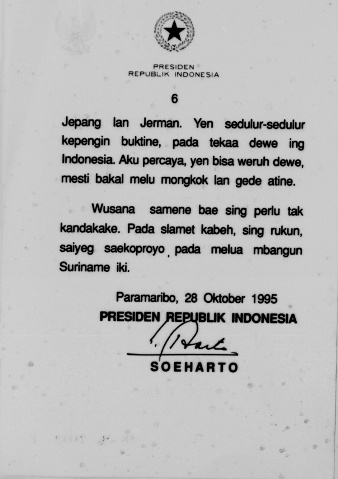 PRESIDEN
REPUBLIK INDONESIA
6
Jepang lan Jerman. Yen sedulur-sedulur
kepengin buktine, pada tekaa dewe ing
Indonesia. Aku percaya, yen bisa weruh dewe,
mesti bakal melu mongkok lan gede atine.
Wusana samene bae sing perlu tak
kandakake. Pada slamet kabeh, sing rukun,
saiyeg saekoproyo, pada melua mbangun
Suriname iki.
Paramaribo, 28 Oktober 1995
PRESIDEN REPUBLIK INDONESIA
SOEHARTO